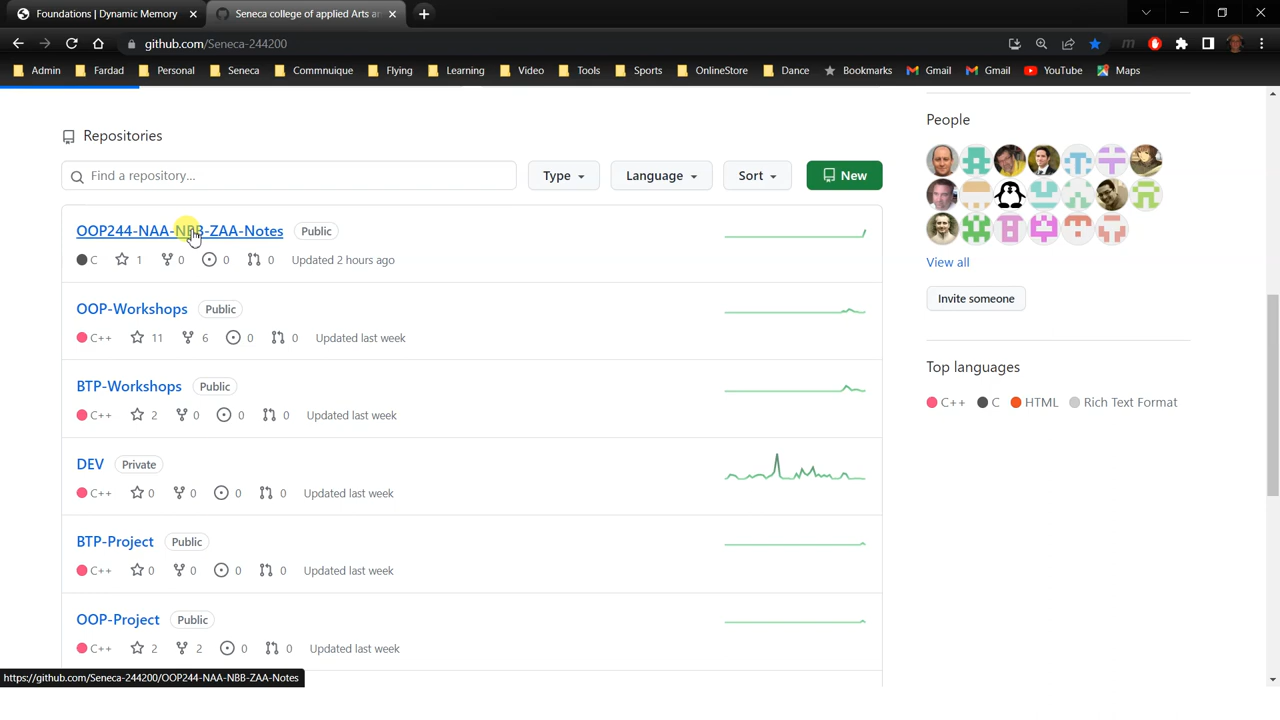 Foundations | Dynamic Memory
Seneca college of applied Arts a
github.com/Seneca-244200
Admin Fardad Personal Seneca Commnuique Flying Learning Video Tools Sports OnlineStore Dance Bookmarks Gmail Gmail YouTube Maps
Repositories
Find a repository...
Type
Language
Sort
New
OOP244-NAA-NBB-ZAA-Notes Public
C 1 0 0 0 Updated 2 hours ago
OOP-Workshops Public
C++ 11 6 0 0 Updated last week
BTP-Workshops Public
C++ 2 0 0 0 Updated last week
DEV Private
C++ 0 0 0 0 Updated last week
BTP-Project Public
C++ 0 0 0 0 Updated last week
OOP-Project Public
C++ 2 2 0 0 Updated last week
People
View all
Invite someone
Top languages
C++ C HTML Rich Text Format
https://github.com/Seneca-244200/OOP244-NAA-NBB-ZAA-Notes